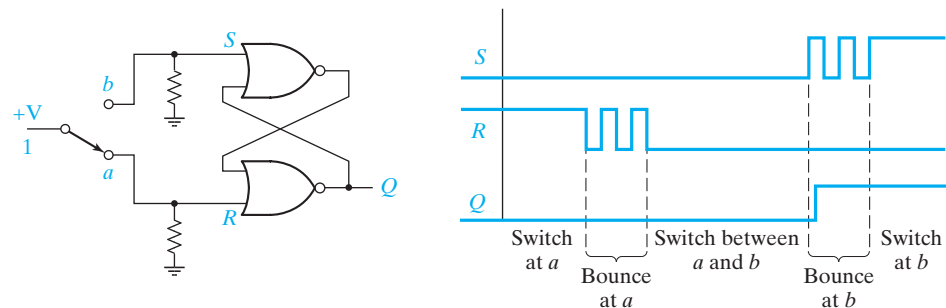 S
b
+V
1
a
R
Q
S
R
Q
Switch
at a
Bounce
at a
Switch between
a and b
Bounce
at b
Switch
at b